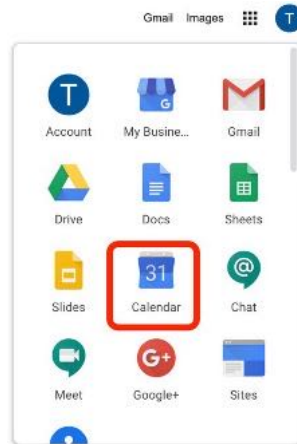 Gmail Images T
T
G
Account My Busine... Gmail
Drive Docs Sheets
31
Slides Calendar Chat
G+
Meet Google+ Sites